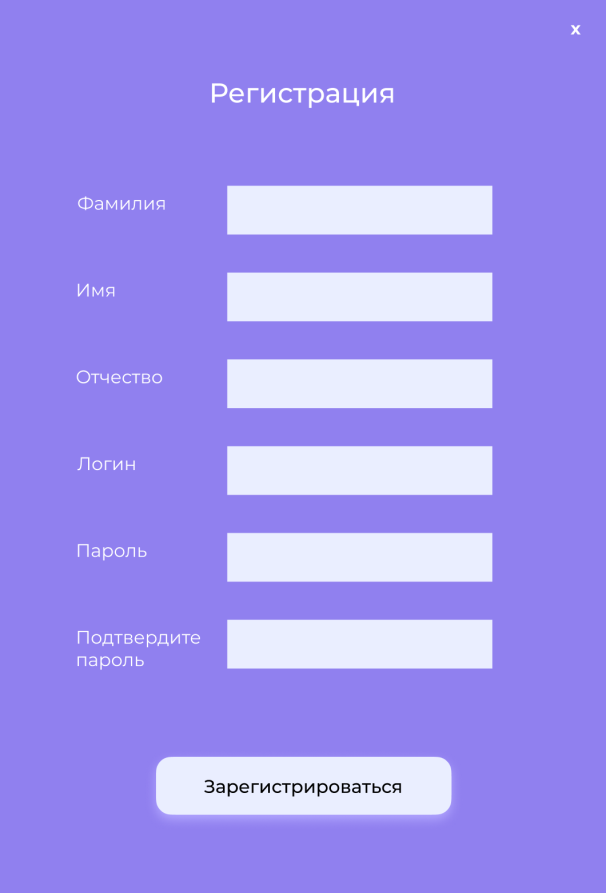 x
Регистрация
Фамилия
Имя
Отчество
Логин
Пароль
Подтвердите
пароль
Зарегистрироваться